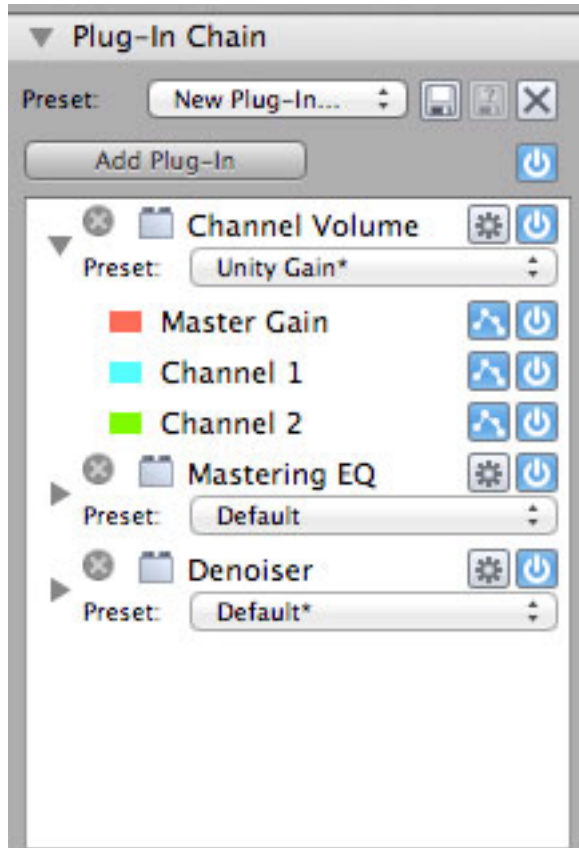 Plug-In Chain
Preset: New Plug-In...
?
Add Plug-In
Channel Volume
Preset: Unity Gain*
Master Gain
Channel 1
Channel 2
Mastering EQ
Preset: Default
Denoiser
Preset: Default*